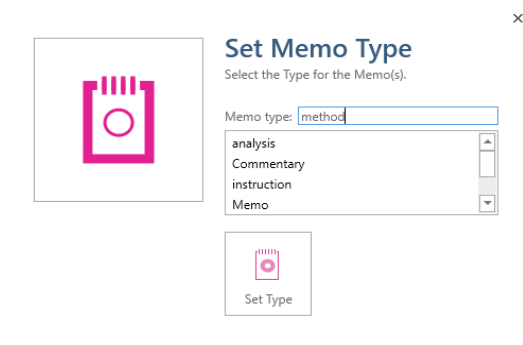 Set Memo Type
Select the Type for the Memo(s).
Memo type: method
analysis
Commentary
instruction
Memo
Set Type